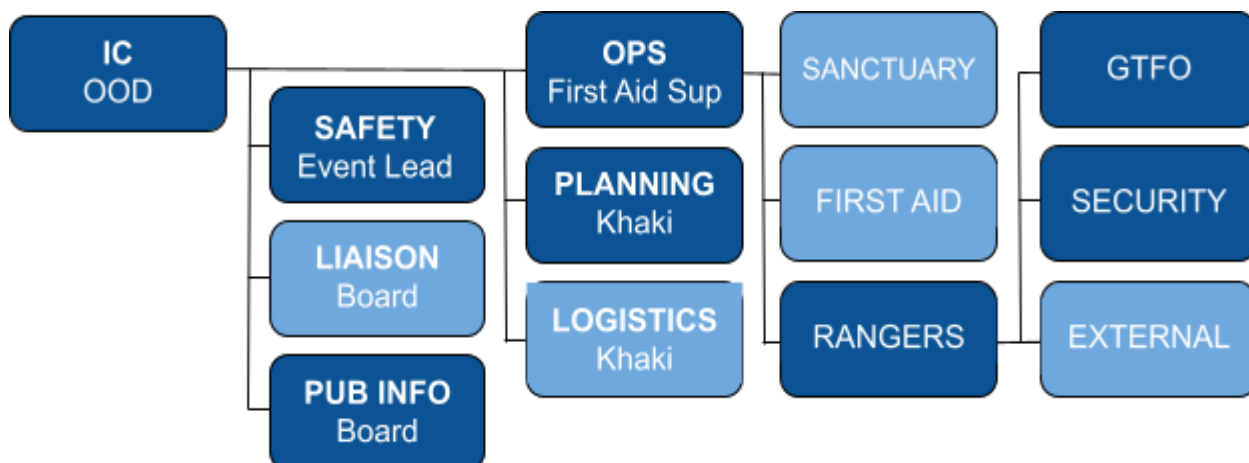 IC
OOD
SAFETY
Event Lead
LIAISON
Board
PUB INFO
Board
OPS
First Aid Sup
PLANNING
Khaki
LOGISTICS
Khaki
SANCTUARY
FIRST AID
RANGERS
GTFO
SECURITY
EXTERNAL